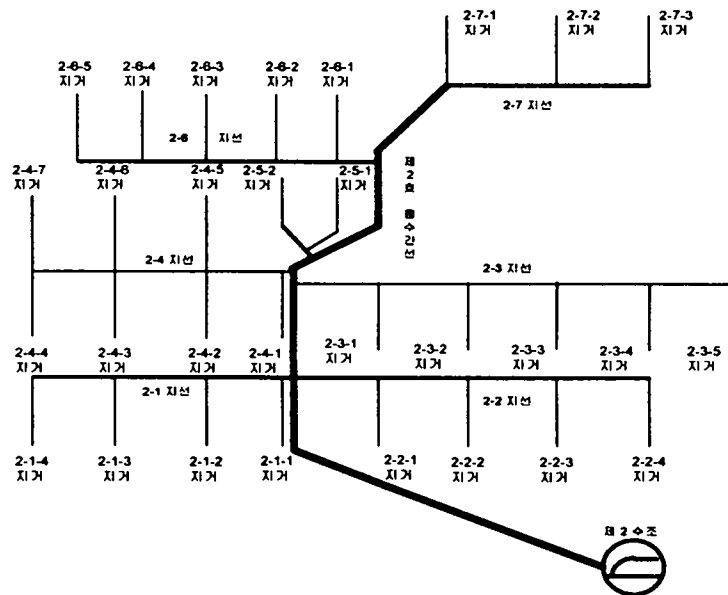 2-7-1
지거
2-7-2
지거
2-7-3
지거
2-6-5
지거
2-6-4
지거
2-6-3
지거
2-6-2
지거
2-6-1
지거
2-7 지선
2-6 지선
2-4-7
지거
2-4-6
지거
2-4-5
지거
2-5-2
지거
2-5-1
지거
제2호 용수간선
2-4 지선
2-3 지선
2-4-4
지거
2-4-3
지거
2-4-2
지거
2-4-1
지거
2-3-1
지거
2-3-2
지거
2-3-3
지거
2-3-4
지거
2-3-5
지거
2-1 지선
2-2 지선
2-1-4
지거
2-1-3
지거
2-1-2
지거
2-1-1
지거
2-2-1
지거
2-2-2
지거
2-2-3
지거
2-2-4
지거
제 2 수조